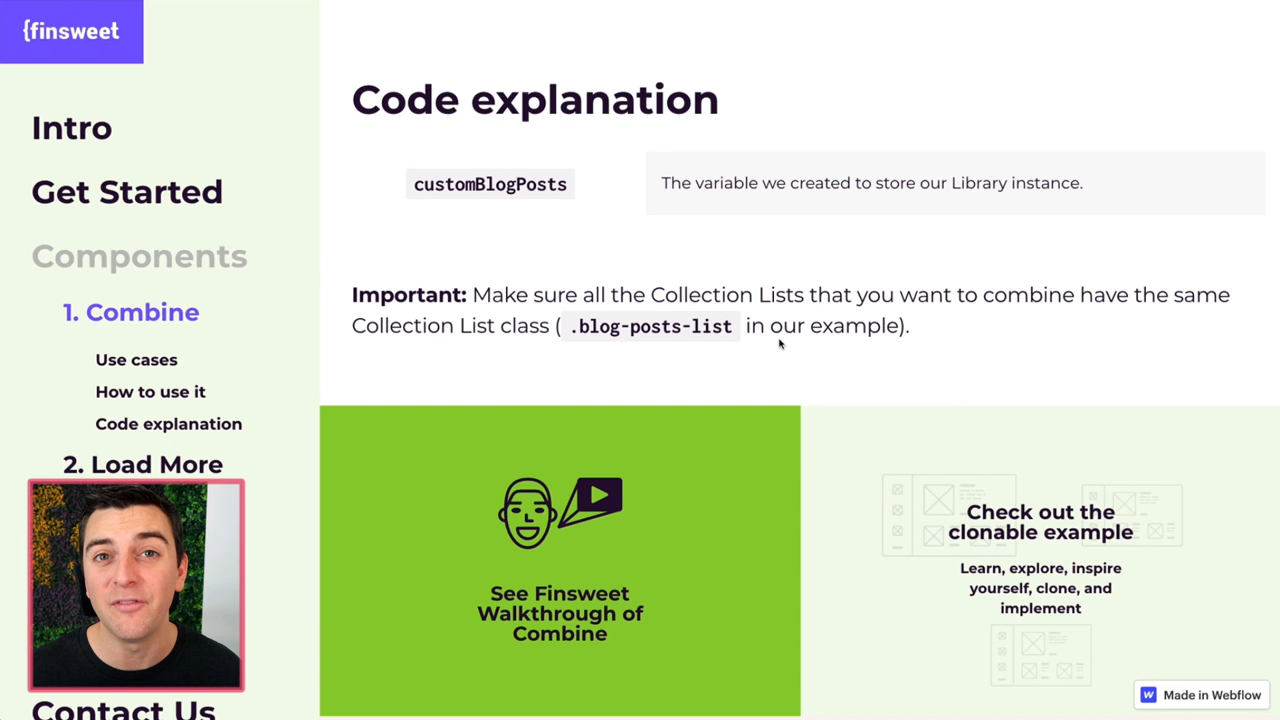 {finsweet
Intro
Get Started
Components
1. Combine
Use cases
How to use it
Code explanation
2. Load More
Contact Us
Code explanation
customBlogPosts
The variable we created to store our Library instance.
Important: Make sure all the Collection Lists that you want to combine have the same
Collection List class ( .blog-posts-list in our example).
See Finsweet
Walkthrough of
Combine
Check out the
clonable example
Learn, explore, inspire
yourself, clone, and
implement
Made in Webflow